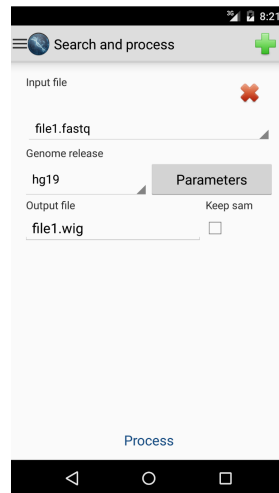 3G 8:21
Search and process
Input file
file1.fastq
Genome release
hg19 Parameters
Output file Keep sam
file1.wig
Process